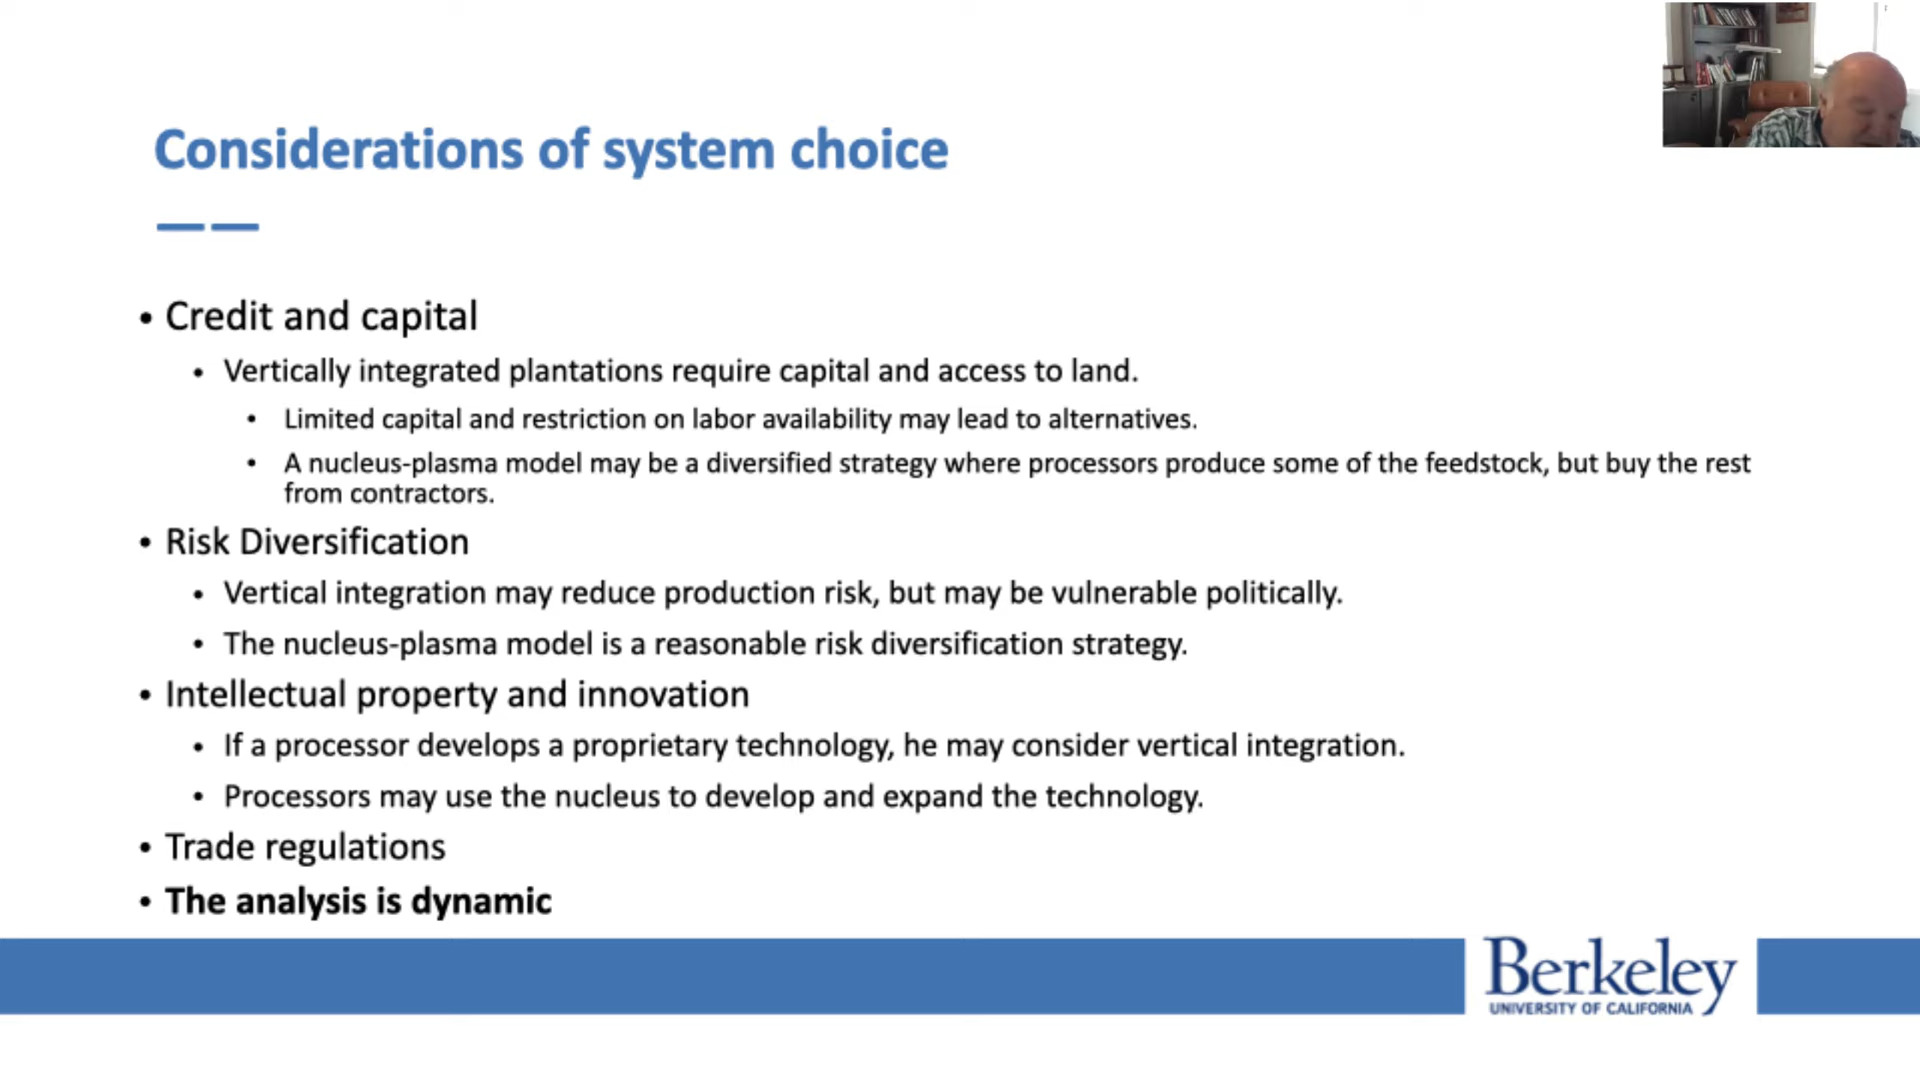 Considerations of system choice
• Credit and capital
• Vertically integrated plantations require capital and access to land.
• Limited capital and restriction on labor availability may lead to alternatives.
• A nucleus-plasma model may be a diversified strategy where processors produce some of the feedstock, but buy the rest
from contractors.
• Risk Diversification
• Vertical integration may reduce production risk, but may be vulnerable politically.
• The nucleus-plasma model is a reasonable risk diversification strategy.
• Intellectual property and innovation
• If a processor develops a proprietary technology, he may consider vertical integration.
• Processors may use the nucleus to develop and expand the technology.
• Trade regulations
• The analysis is dynamic
Berkeley
UNIVERSITY OF CALIFORNIA